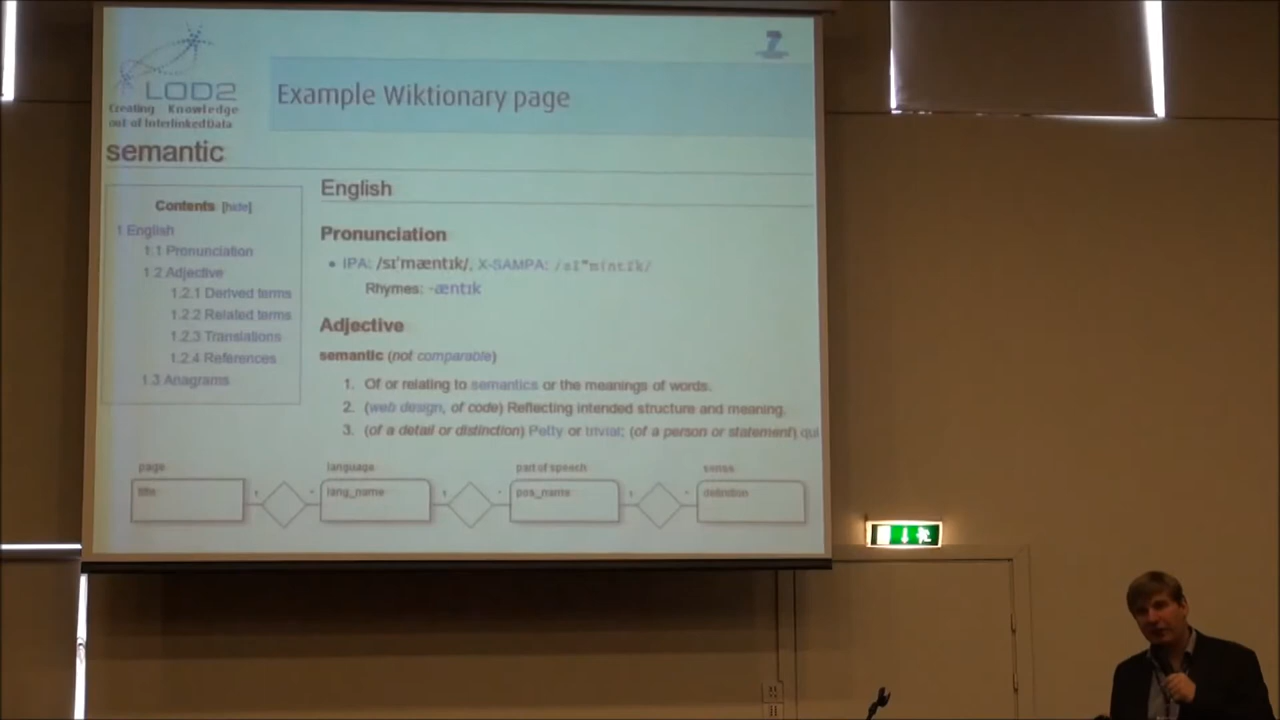 LOD2
Creating Knowledge
out of Interlinked Data
Example Wiktionary page
semantic
Contents [hide]
1 English
1.1 Pronunciation
1.2 Adjective
1.2.1 Derived terms
1.2.2 Related terms
1.2.3 Translations
1.2.4 References
1.3 Anagrams
English
Pronunciation
• IPA: /sɪˈmæntɪk/, X-SAMPA: /sI"m{ntIk/
Rhymes: -æntɪk
Adjective
semantic (not comparable)
1. Of or relating to semantics or the meanings of words.
2. (web design, of code) Reflecting intended structure and meaning.
3. (of a detail or distinction) Petty or trivial; (of a person or statement) qui
page
title
1
*
language
lang_name
1
*
part of speech
pos_name
1
*
sense
definition